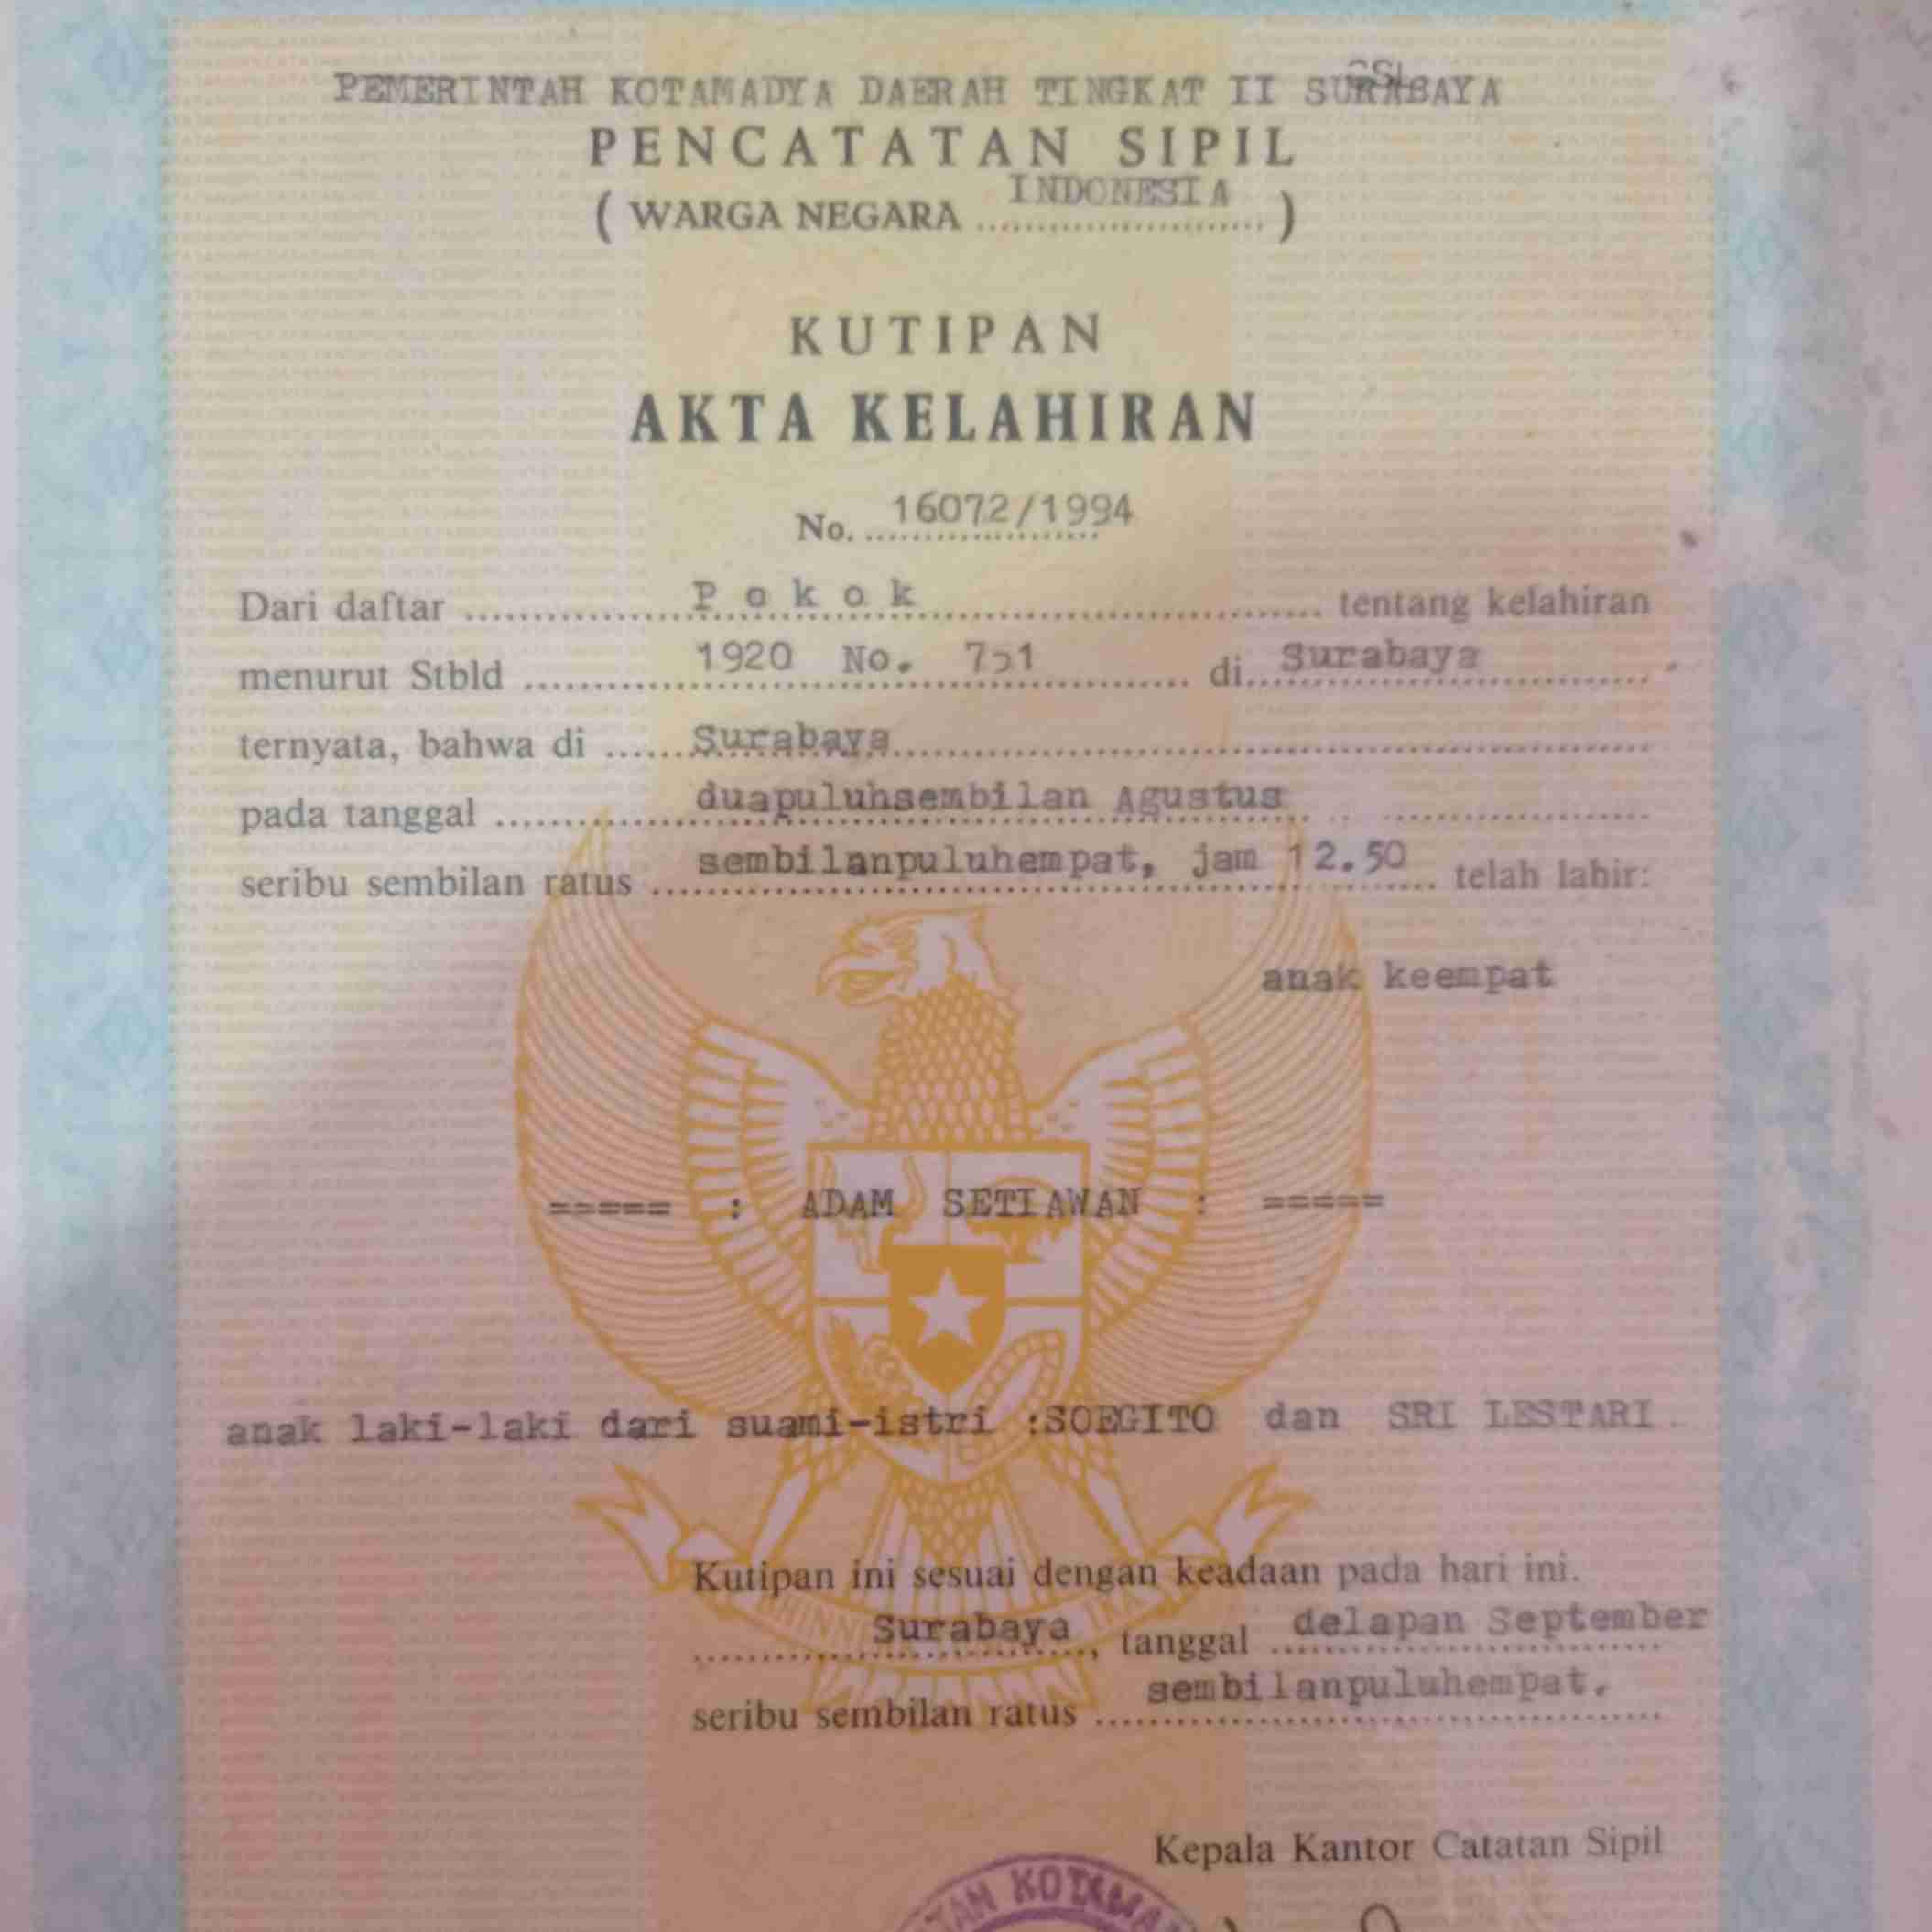 CSL.
PEMERINTAH KOTAMADYA DAERAH TINGKAT II SURABAYA
PENCATATAN SIPIL
( WARGA NEGARA INDONESIA )
KUTIPAN
AKTA KELAHIRAN
No. 16072/1994
Dari daftar P o k o k tentang kelahiran
menurut Stbld 1920 No. 751 di Surabaya
ternyata, bahwa di Surabaya
pada tanggal duapuluhsembilan Agustus
seribu sembilan ratus sembilanpuluhempat, jam 12.50 telah lahir:
anak keempat
===== : ADAM SETIAWAN : =====
anak laki-laki dari suami-istri :SOEGITO dan SRI LESTARI.
Kutipan ini sesuai dengan keadaan pada hari ini.
Surabaya, tanggal delapan September
seribu sembilan ratus sembilanpuluhempat.
Kepala Kantor Catatan Sipil